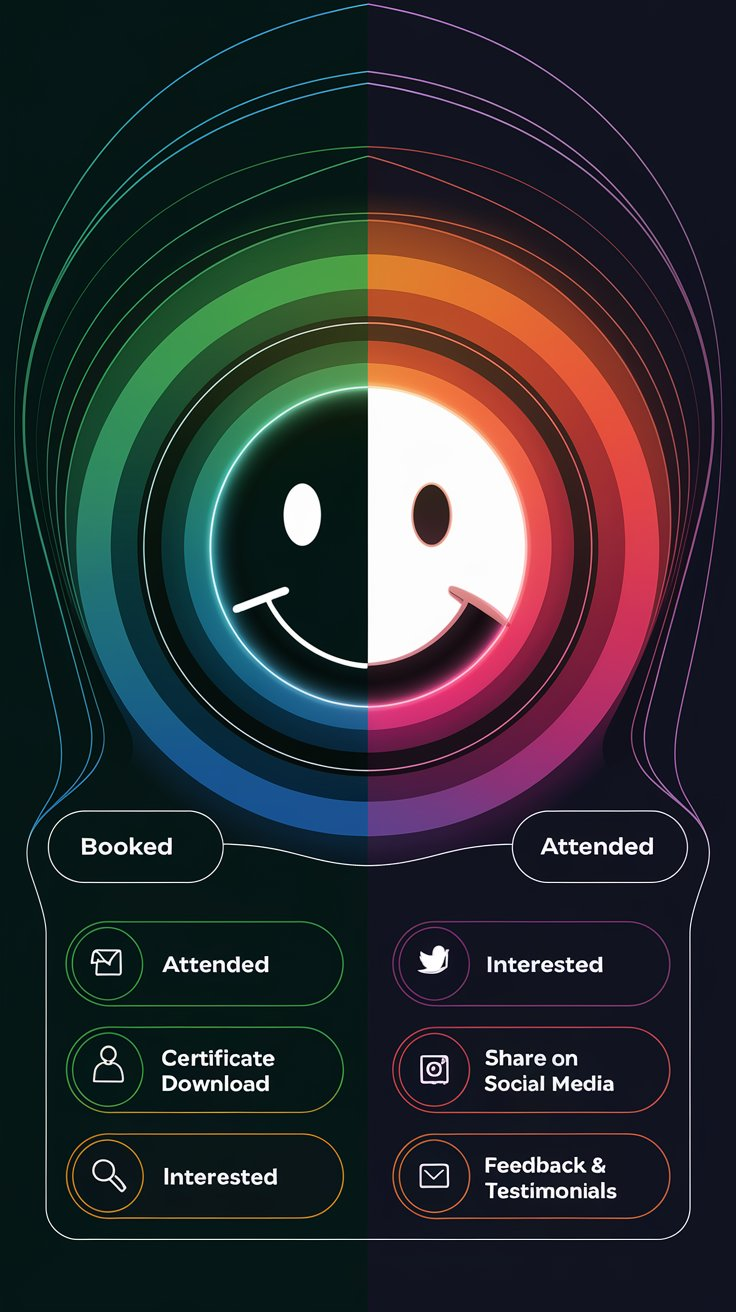 Booked
Attended
Attended
Interested
Certificate
Download
Share on
Social Media
Interested
Feedback &
Testimonials